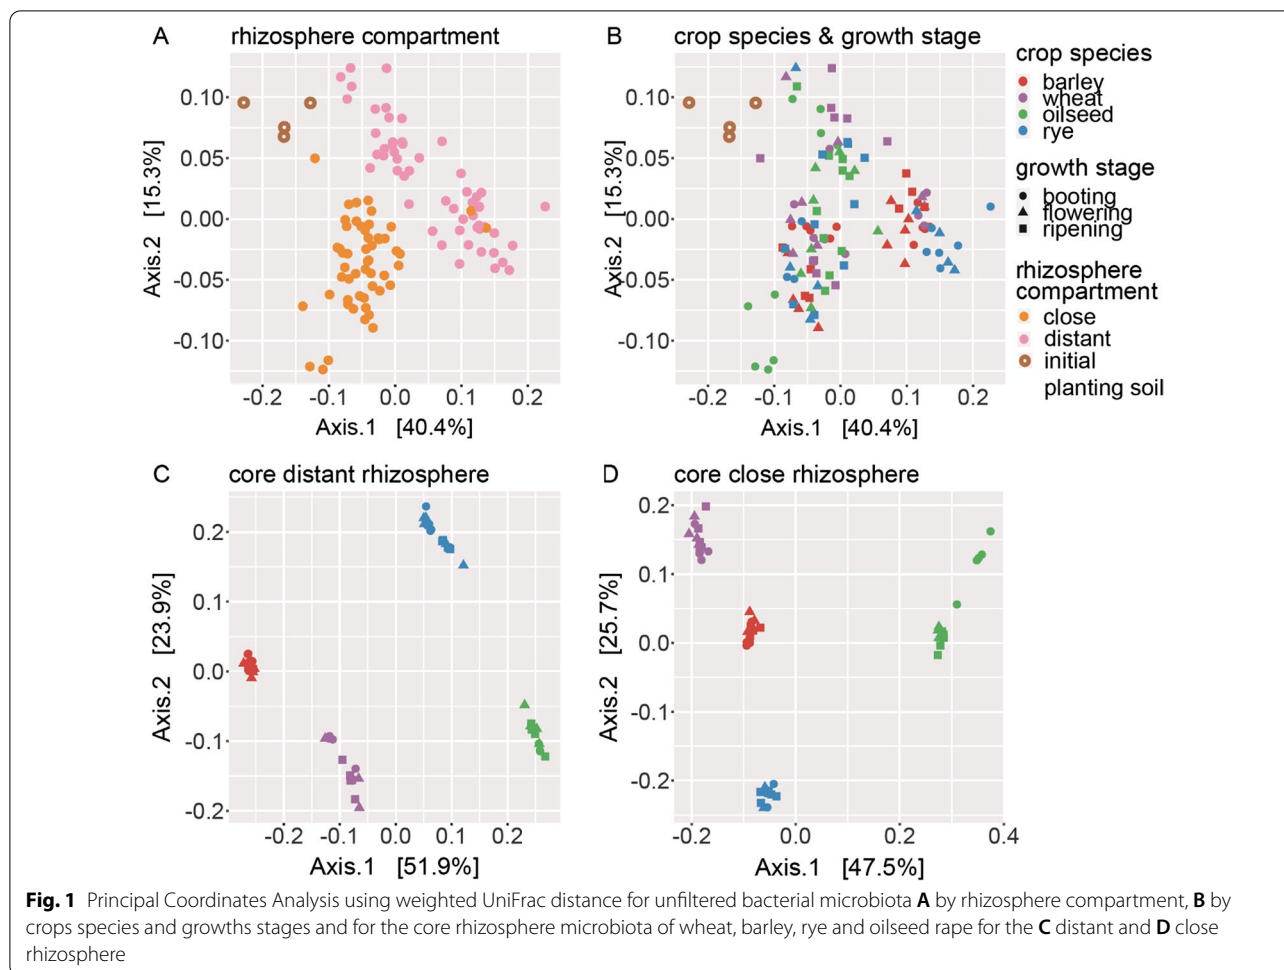 A rhizosphere compartment
0.10
0.05
0.00
-0.05
-0.10
Axis.2 [15.3%]
-0.2 -0.1 0.0 0.1 0.2
Axis.1 [40.4%]
B crop species & growth stage
0.10
0.05
0.00
-0.05
-0.10
Axis.2 [15.3%]
-0.2 -0.1 0.0 0.1 0.2
Axis.1 [40.4%]
crop species
barley
wheat
oilseed
rye
growth stage
booting
flowering
ripening
rhizosphere
compartment
close
distant
initial
planting soil
C core distant rhizosphere
0.2
0.1
0.0
-0.1
-0.2
Axis.2 [23.9%]
-0.2 -0.1 0.0 0.1 0.2
Axis.1 [51.9%]
D core close rhizosphere
0.2
0.1
0.0
-0.1
-0.2
Axis.2 [25.7%]
-0.2 0.0 0.2 0.4
Axis.1 [47.5%]
Fig. 1 Principal Coordinates Analysis using weighted UniFrac distance for unfiltered bacterial microbiota A by rhizosphere compartment, B by
crops species and growths stages and for the core rhizosphere microbiota of wheat, barley, rye and oilseed rape for the C distant and D close
rhizosphere